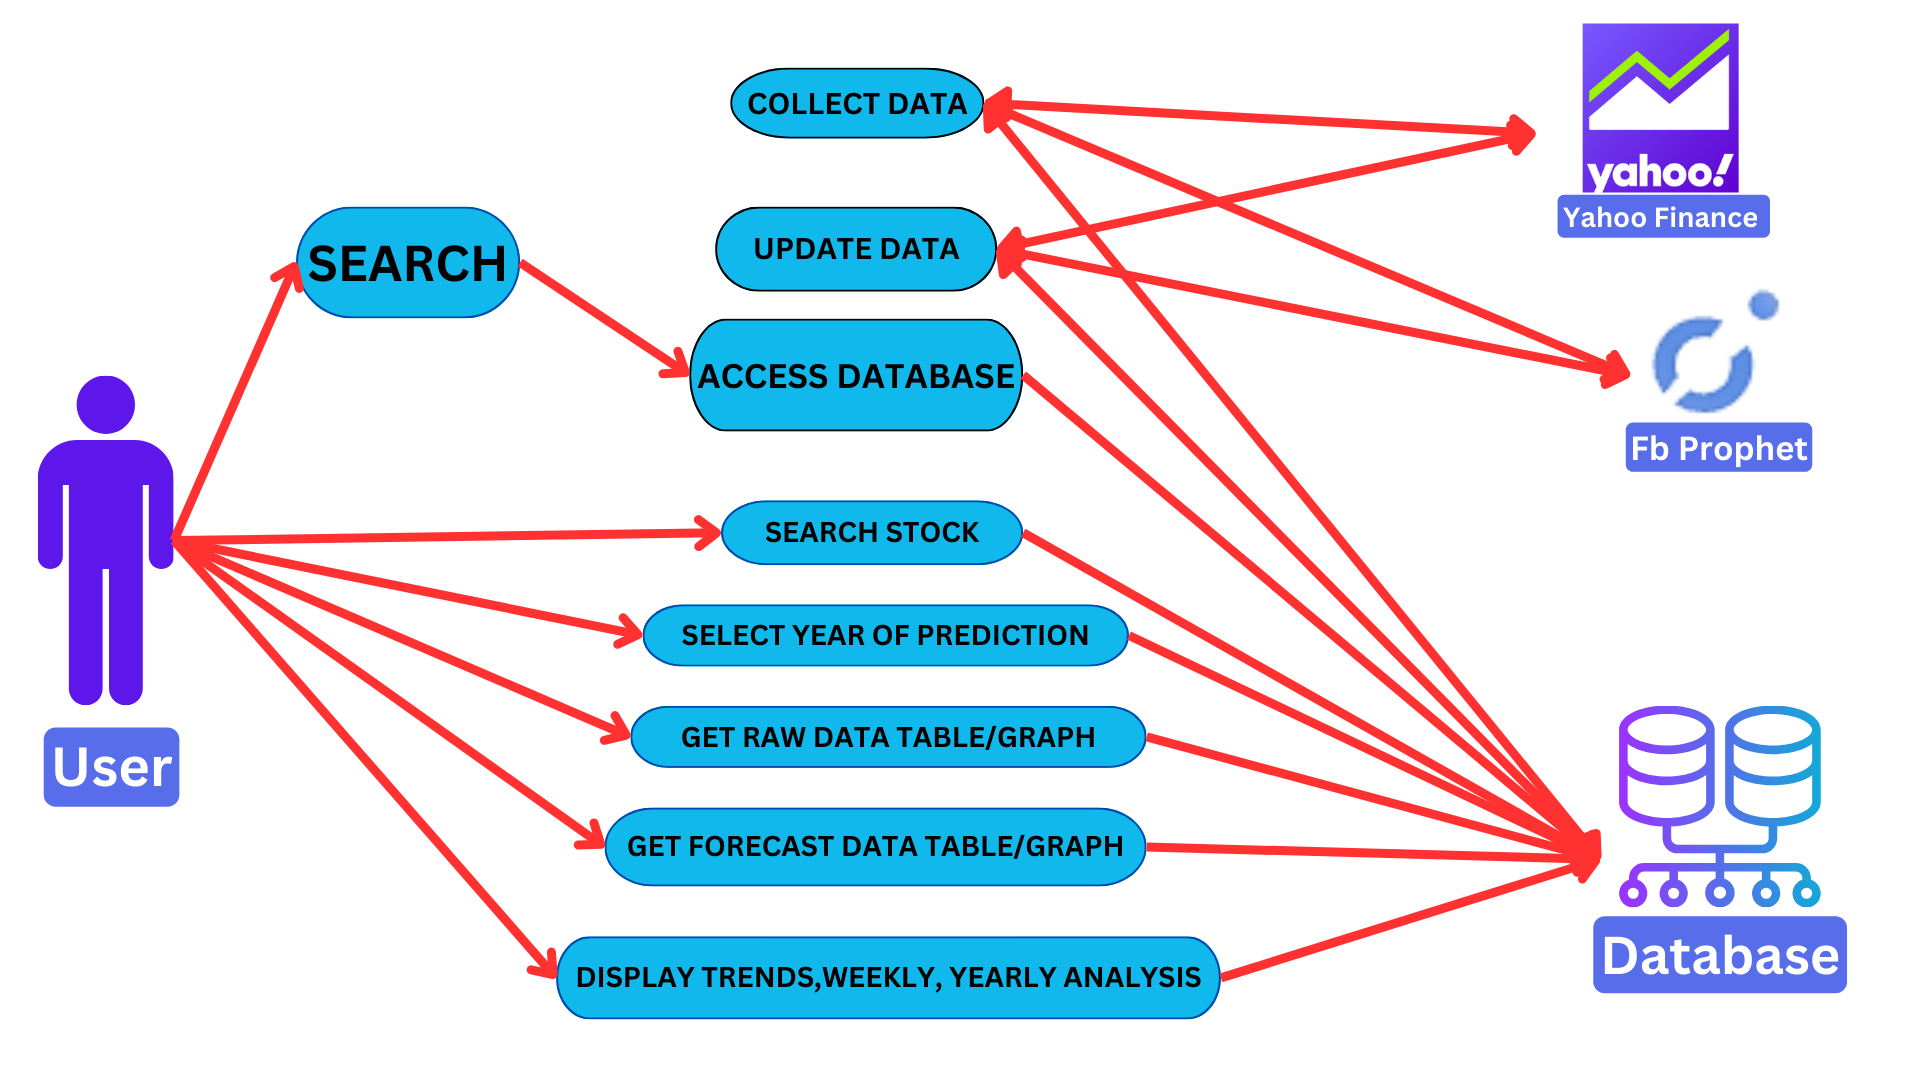 COLLECT DATA
yahoo!
Yahoo Finance
SEARCH
UPDATE DATA
ACCESS DATABASE
Fb Prophet
SEARCH STOCK
SELECT YEAR OF PREDICTION
GET RAW DATA TABLE/GRAPH
User
GET FORECAST DATA TABLE/GRAPH
DISPLAY TRENDS,WEEKLY, YEARLY ANALYSIS
Database